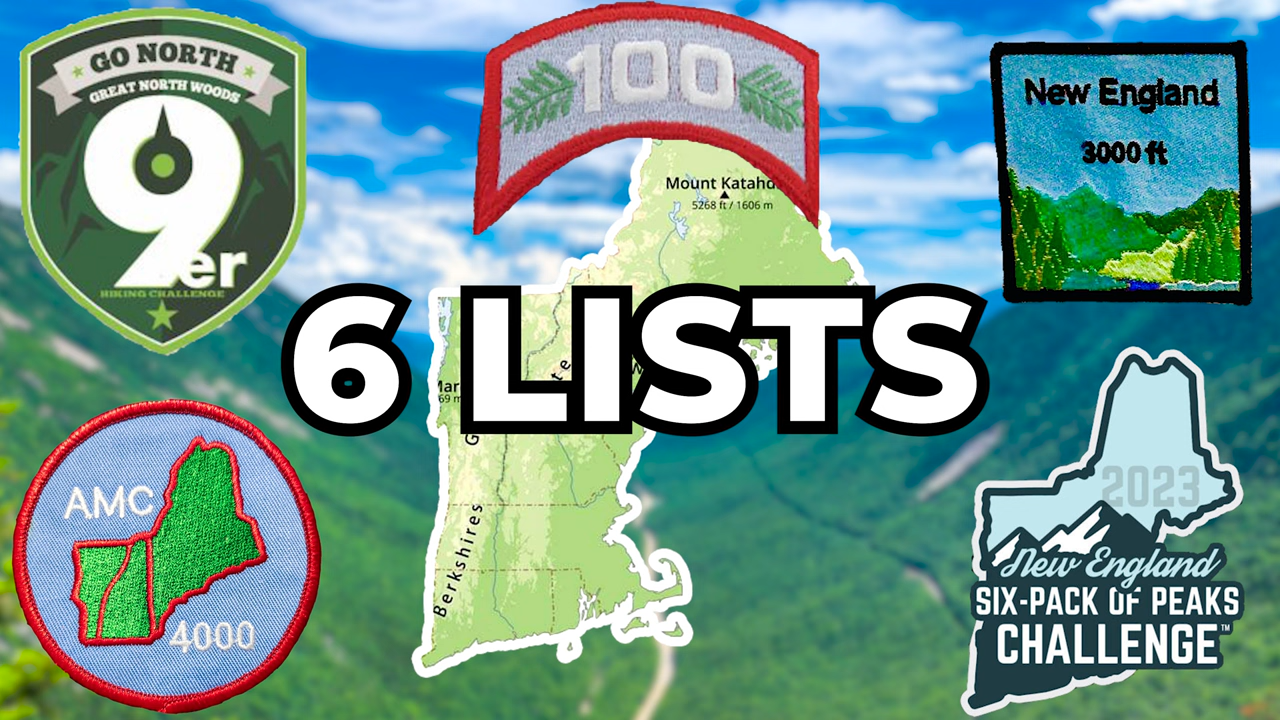 GO NORTH
GREAT NORTH WOODS
9er
HIKING CHALLENGE
100
New England
3000 ft
5268 ft / 1606 m
Mount
6 LISTS
Berkshires
AMC
4000
2023
New England
SIX-PACK OF PEAKS
CHALLENGE™